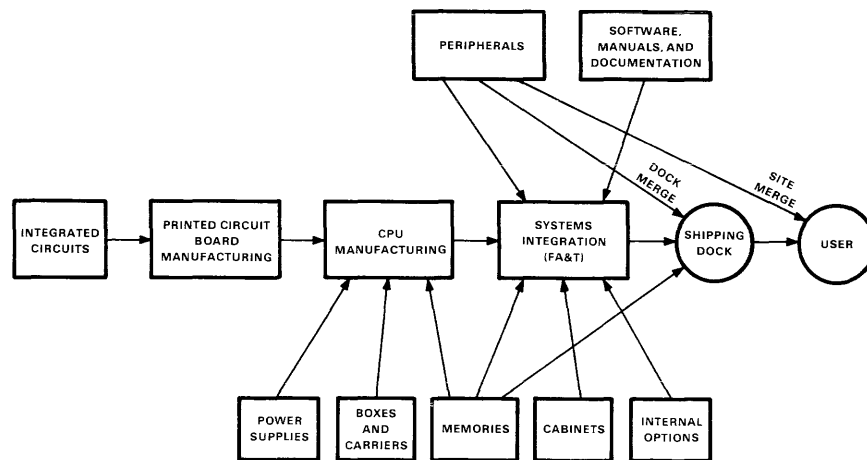 PERIPHERALS
SOFTWARE,
MANUALS, AND
DOCUMENTATION
DOCK
MERGE
SITE
MERGE
INTEGRATED
CIRCUITS
PRINTED CIRCUIT
BOARD
MANUFACTURING
CPU
MANUFACTURING
SYSTEMS
INTEGRATION
(FA&T)
SHIPPING
DOCK
USER
POWER
SUPPLIES
BOXES
AND
CARRIERS
MEMORIES
CABINETS
INTERNAL
OPTIONS